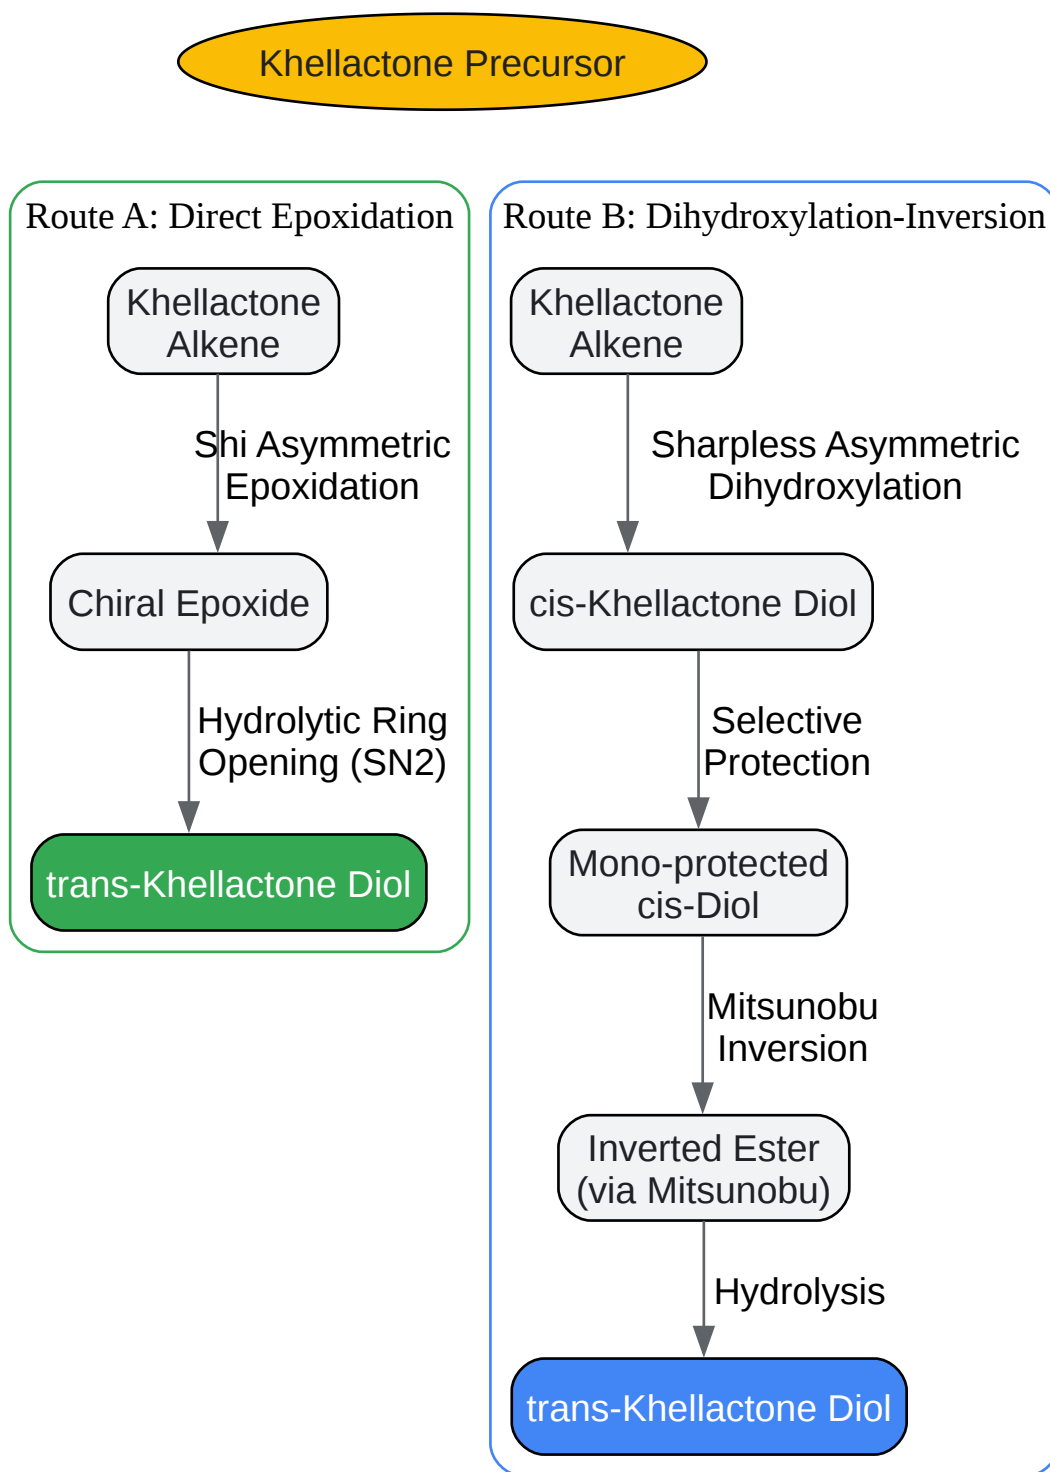 Khellactone Precursor
Route A: Direct Epoxidation
Khellactone
Alkene
Shi Asymmetric
Epoxidation
Chiral Epoxide
Hydrolytic Ring
Opening (SN2)
trans-Khellactone Diol
Route B: Dihydroxylation-Inversion
Khellactone
Alkene
Sharpless Asymmetric
Dihydroxylation
cis-Khellactone Diol
Selective
Protection
Mono-protected
cis-Diol
Mitsunobu
Inversion
Inverted Ester
(via Mitsunobu)
Hydrolysis
trans-Khellactone Diol